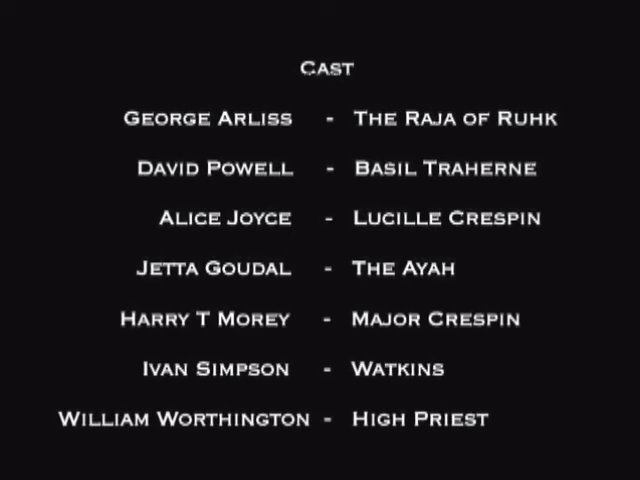 Cast
George Arliss - The Raja of Ruhk
David Powell - Basil Traherne
Alice Joyce - Lucille Crespin
Jetta Goudal - The Ayah
Harry T Morey - Major Crespin
Ivan Simpson - Watkins
William Worthington - High Priest